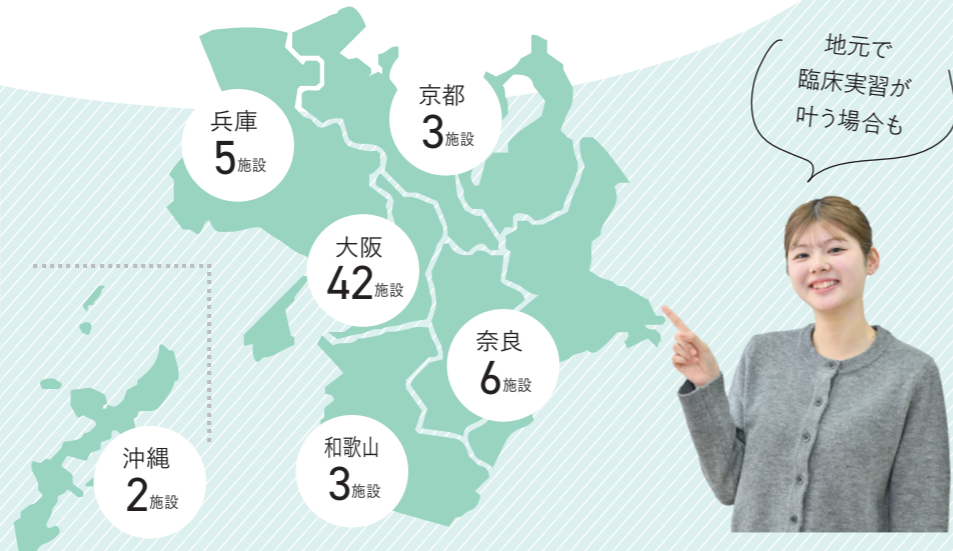 地元で
臨床実習が
叶う場合も
京都
3施設
兵庫
5施設
大阪
42施設
奈良
6施設
和歌山
3施設
沖縄
2施設